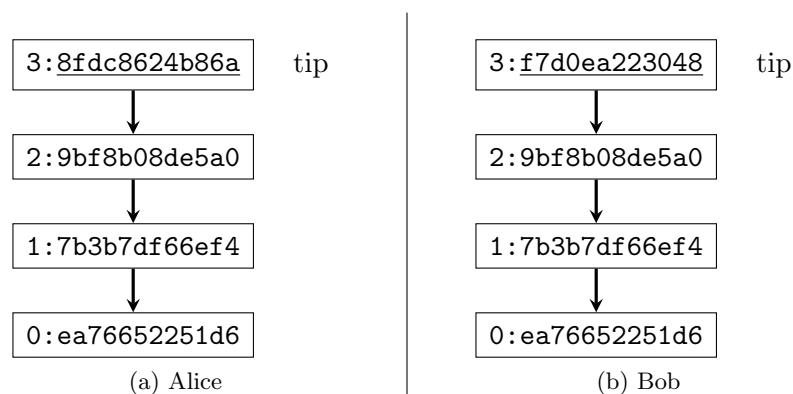 3:8fdc8624b86a tip
2:9bf8b08de5a0
1:7b3b7df66ef4
0:ea76652251d6
(a) Alice
3:f7d0ea223048 tip
2:9bf8b08de5a0
1:7b3b7df66ef4
0:ea76652251d6
(b) Bob